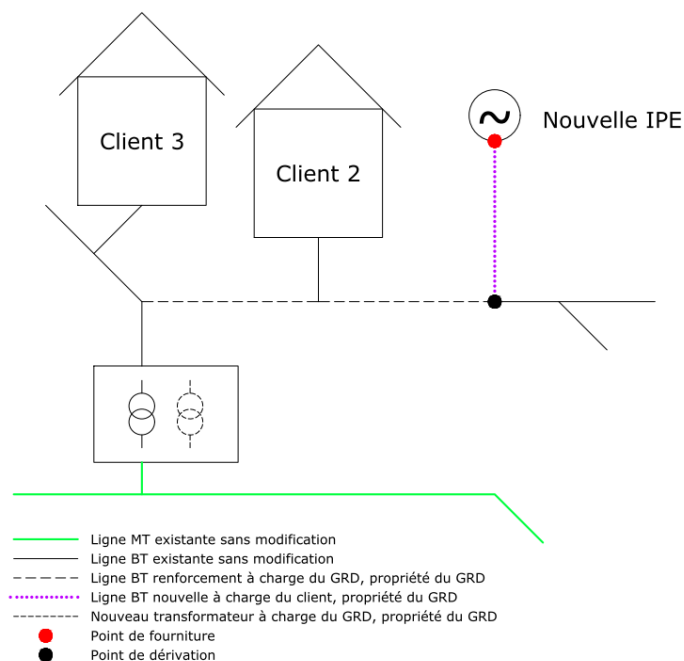 Client 3
Client 2
Nouvelle IPE
Ligne MT existante sans modification
Ligne BT existante sans modification
Ligne BT renforcement à charge du GRD, propriété du GRD
Ligne BT nouvelle à charge du client, propriété du GRD
Nouveau transformateur à charge du GRD, propriété du GRD
Point de fourniture
Point de dérivation